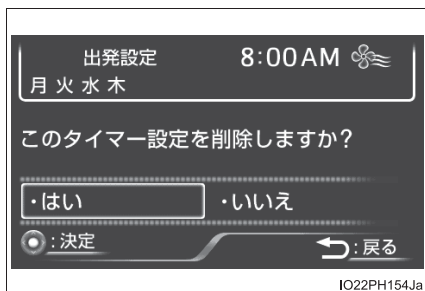 出発設定 8:00AM
月火水木
このタイマー設定を削除しますか?
・はい ・いいえ
:決定 :戻る
IO22PH154Ja